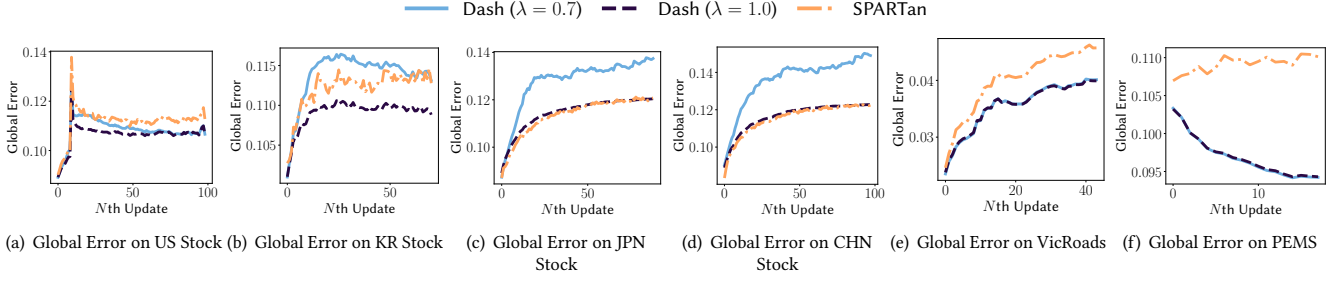 Dash (λ = 0.7) Dash (λ = 1.0) SPARTan
Global Error
0.14
0.12
0.10
0 50 100
Nth Update
(a) Global Error on US Stock
Global Error
0.115
0.110
0.105
0 50
Nth Update
(b) Global Error on KR Stock
Global Error
0.14
0.12
0.10
0 50
Nth Update
(c) Global Error on JPN
Stock
Global Error
0.14
0.12
0.10
0 50 100
Nth Update
(d) Global Error on CHN
Stock
Global Error
0.04
0.03
0 20 40
Nth Update
(e) Global Error on VicRoads
Global Error
0.110
0.105
0.100
0.095
0 10
Nth Update
(f) Global Error on PEMS